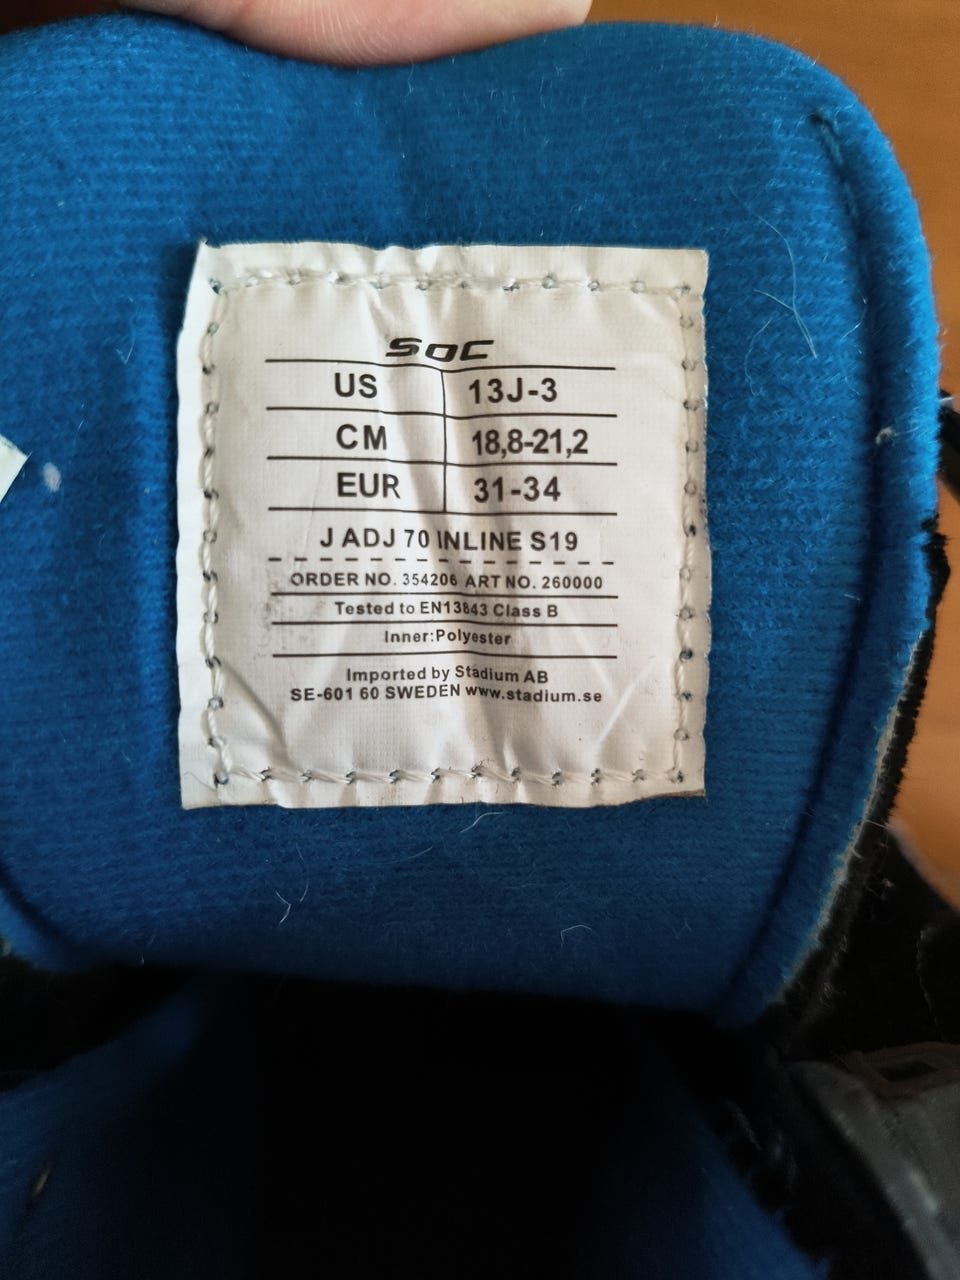 SOC
US 13J-3
CM 18,8-21,2
EUR 31-34
J ADJ 70 INLINE S19
ORDER NO. 354206 ART NO. 260000
Tested to EN13843 Class B
Inner:Polyester
Imported by Stadium AB
SE-601 60 SWEDEN www.stadium.se